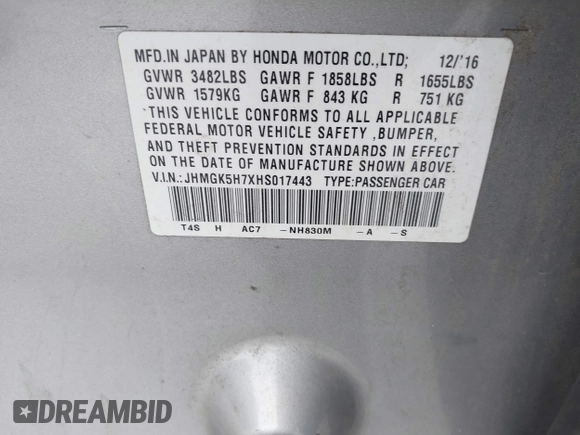 MFD.IN JAPAN BY HONDA MOTOR CO.,LTD; 12/'16
GVWR 3482LBS GAWR F 1858LBS R 1655LBS
GVWR 1579KG GAWR F 843 KG R 751 KG
THIS VEHICLE CONFORMS TO ALL APPLICABLE
FEDERAL MOTOR VEHICLE SAFETY ,BUMPER,
AND THEFT PREVENTION STANDARDS IN EFFECT
ON THE DATE OF MANUFACTURE SHOWN ABOVE.
V.I.N.:JHMGK5H7XHS017443 TYPE:PASSENGER CAR
T4S H AC7 -NH830M -A -S
DREAMBID